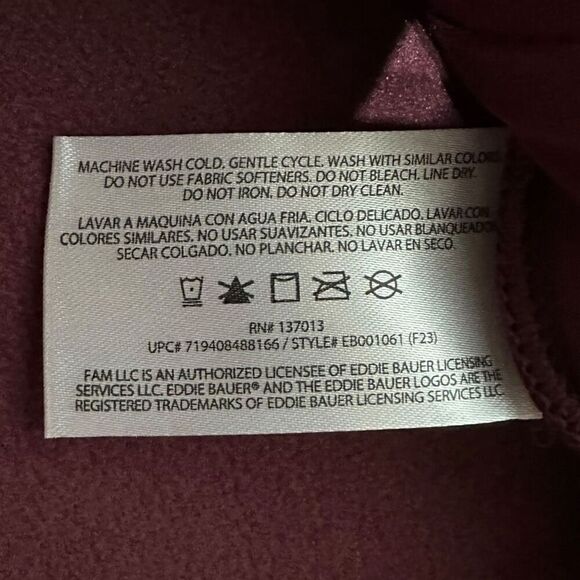 MACHINE WASH COLD. GENTLE CYCLE. WASH WITH SIMILAR COLORS.
DO NOT USE FABRIC SOFTENERS. DO NOT BLEACH. LINE DRY.
DO NOT IRON. DO NOT DRY CLEAN.
LAVAR A MAQUINA CON AGUA FRIA. CICLO DELICADO. LAVAR CON
COLORES SIMILARES. NO USAR SUAVIZANTES. NO USAR BLANQUEADOR.
SECAR COLGADO. NO PLANCHAR. NO LAVAR EN SECO.
RN# 137013
UPC# 719408488166 / STYLE# EB001061 (F23)
FAM LLC IS AN AUTHORIZED LICENSEE OF EDDIE BAUER LICENSING
SERVICES LLC. EDDIE BAUER® AND THE EDDIE BAUER LOGOS ARE THE
REGISTERED TRADEMARKS OF EDDIE BAUER LICENSING SERVICES LLC.